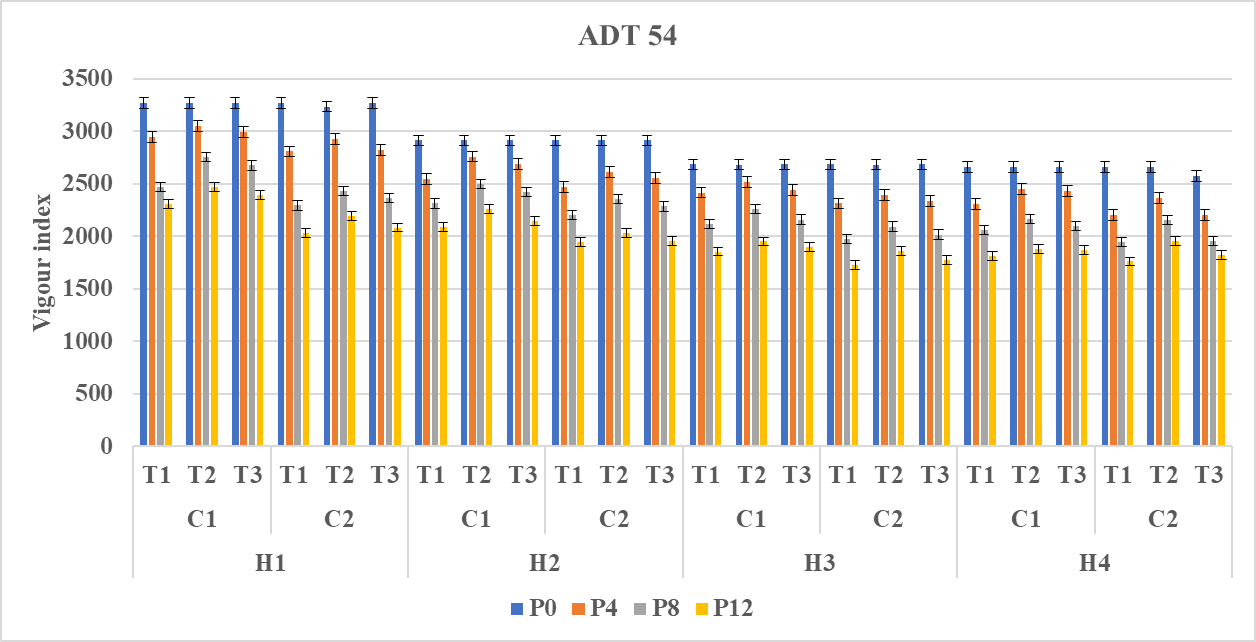 ADT 54
Vigour index
3500
3000
2500
2000
1500
1000
500
0
T1 T2 T3 T1 T2 T3 T1 T2 T3 T1 T2 T3 T1 T2 T3 T1 T2 T3 T1 T2 T3 T1 T2 T3
C1 C2 C1 C2 C1 C2 C1 C2
H1 H2 H3 H4
P0 P4 P8 P12